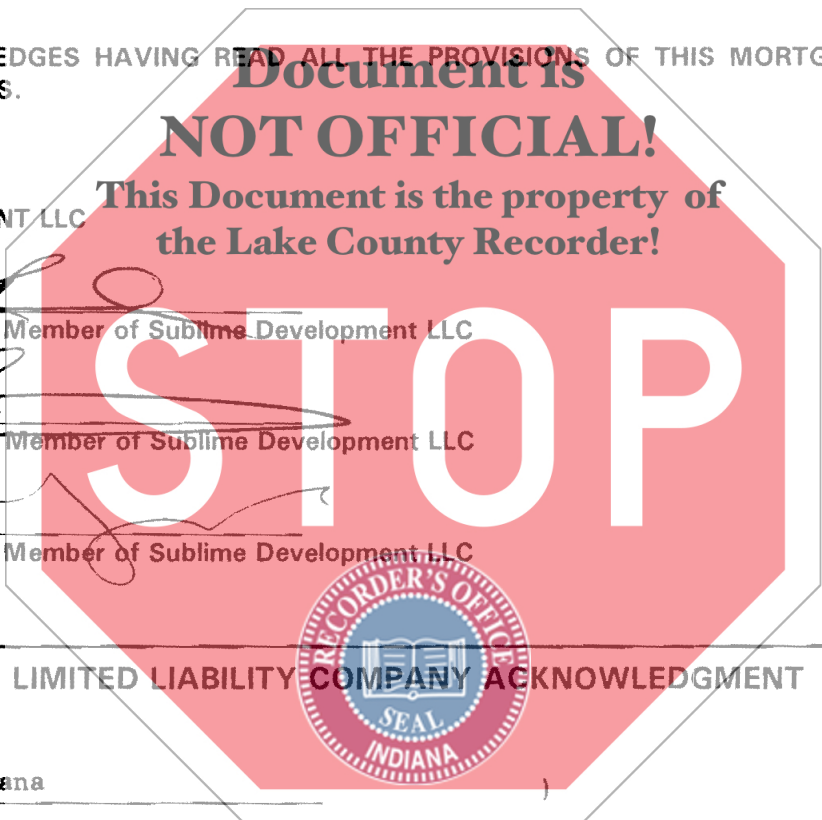 EDGES HAVING READ ALL THE PROVISIONS OF THIS MORTG
S.
Document is
NOT OFFICIAL!
This Document is the property of
the Lake County Recorder!
NT LLC
Member of Sublime Development LLC
STOP
Member of Sublime Development LLC
Member of Sublime Development LLC
RECORDER'S OFFICE
SEAL
INDIANA
LIMITED LIABILITY COMPANY ACKNOWLEDGMENT
ana )